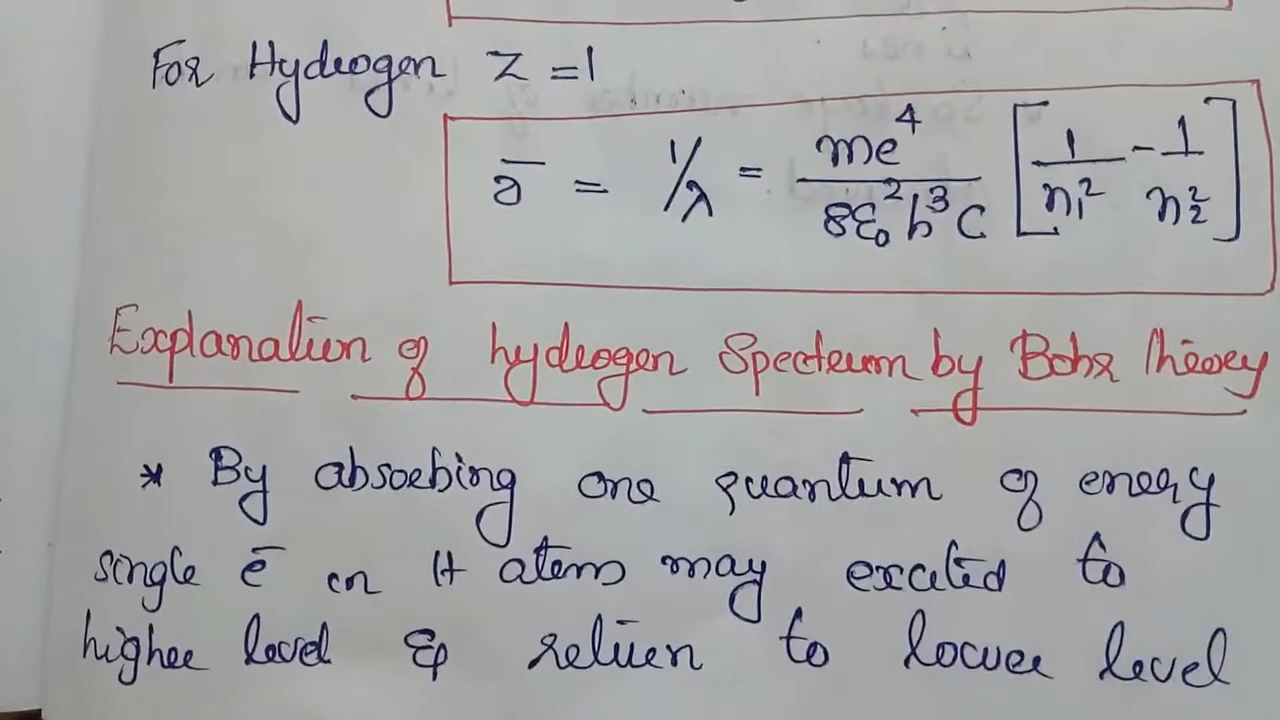 For Hydrogen Z = 1
ν̄ = 1/λ = me⁴/8ε₀²h³c [1/n₁² - 1/n₂²]
Explanation of hydrogen Spectrum by Bohr Theory
* By absorbing one quantum of energy
single e⁻ in H atom may excited to
higher level & return to lower level